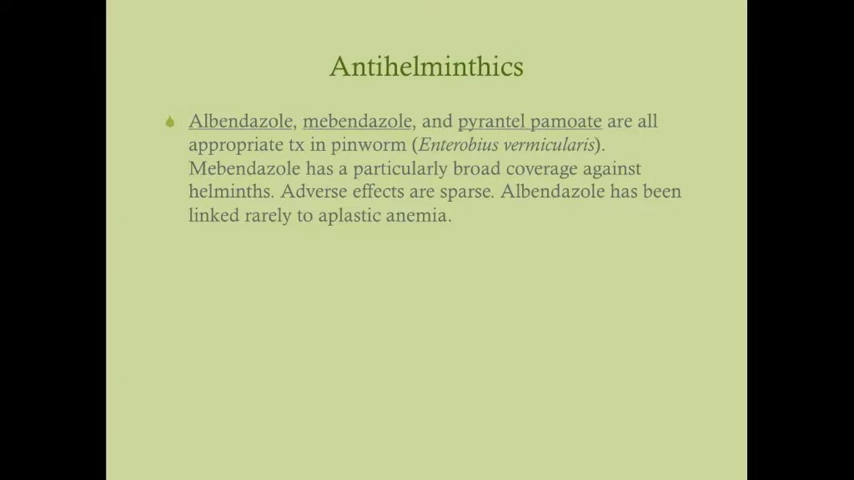 Antihelminthics
Albendazole, mebendazole, and pyrantel pamoate are all
appropriate tx in pinworm (Enterobius vermicularis).
Mebendazole has a particularly broad coverage against
helminths. Adverse effects are sparse. Albendazole has been
linked rarely to aplastic anemia.